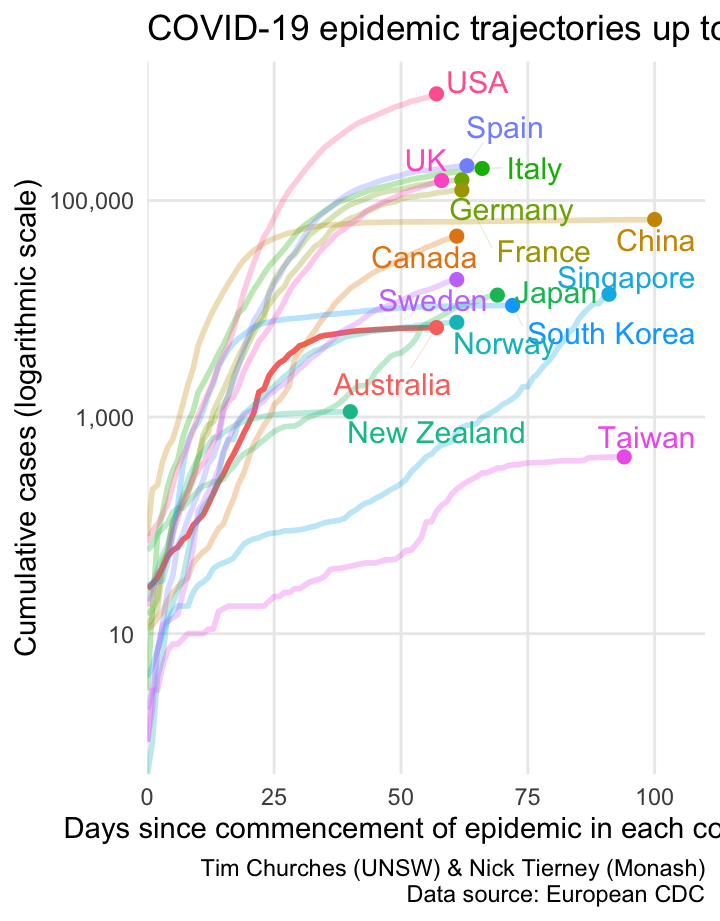 COVID-19 epidemic trajectories up to
USA
Spain
UK
Italy
100,000
Germany
China
France
Canada
Singapore
Japan
Sweden
South Korea
Norway
Australia
1,000
New Zealand
Taiwan
10
Cumulative cases (logarithmic scale)
0 25 50 75 100
Days since commencement of epidemic in each co
Tim Churches (UNSW) & Nick Tierney (Monash)
Data source: European CDC